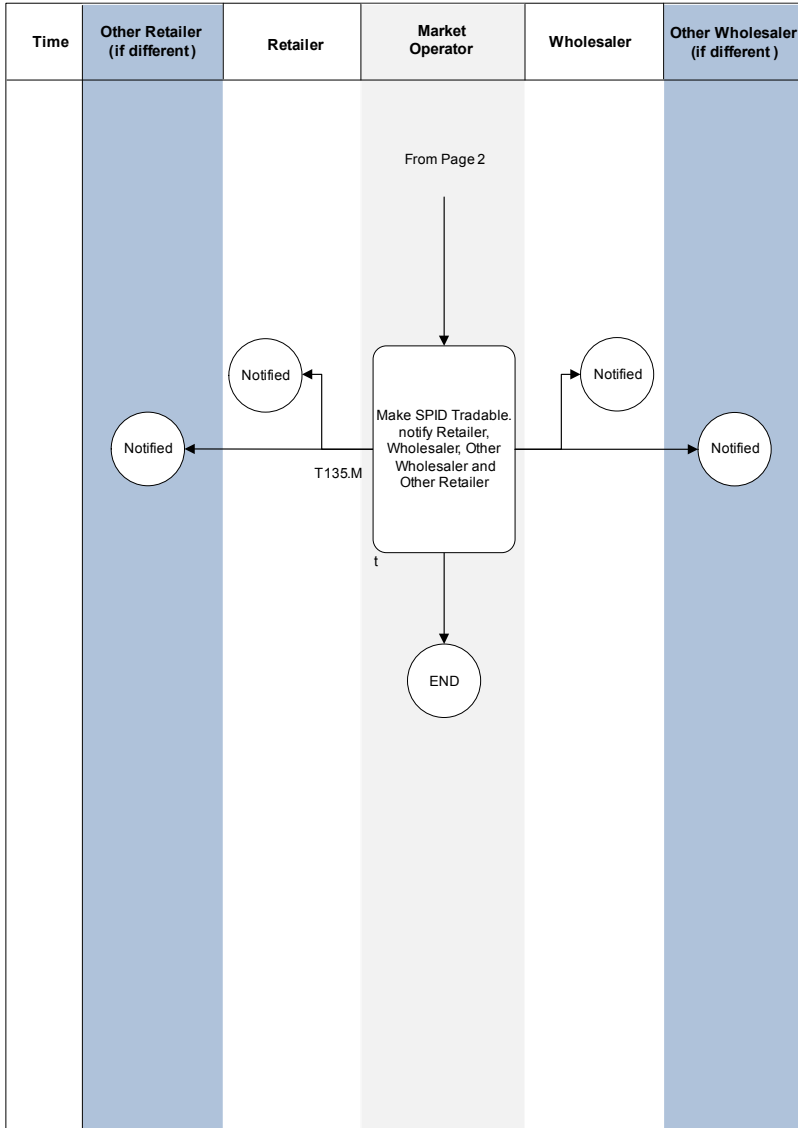 Time
Other Retailer
(if different)
Retailer
Market
Operator
Wholesaler
Other Wholesaler
(if different)
From Page 2
Notified
Notified
Notified
Notified
Make SPID Tradable.
notify Retailer,
Wholesaler, Other
Wholesaler and
Other Retailer
T135.M
t
END